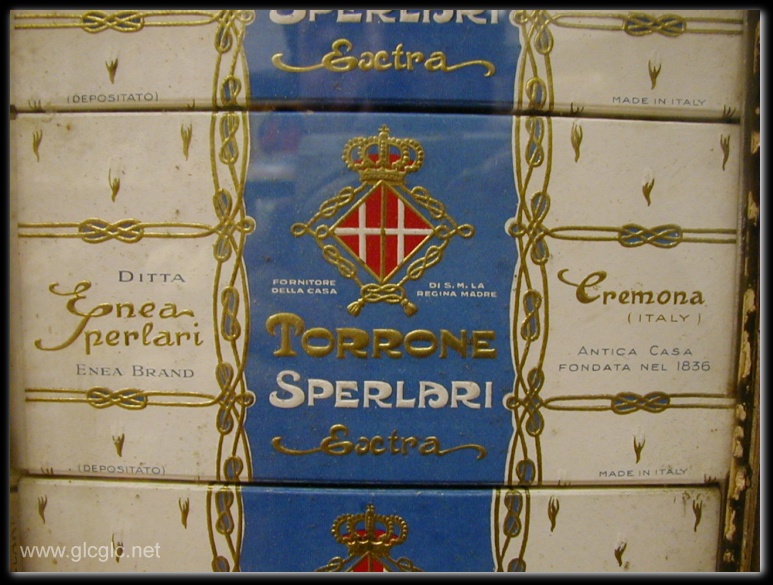 SPERLARI
Extra
(DEPOSITATO)
MADE IN ITALY
FORNITORE
DELLA CASA
DI S. M. LA
REGINA MADRE
DITTA
Enea
Sperlari
ENEA BRAND
TORRONE
SPERLARI
Extra
Cremona
(ITALY)
ANTICA CASA
FONDATA NEL 1836
(DEPOSITATO)
MADE IN ITALY
www.glcglc.net